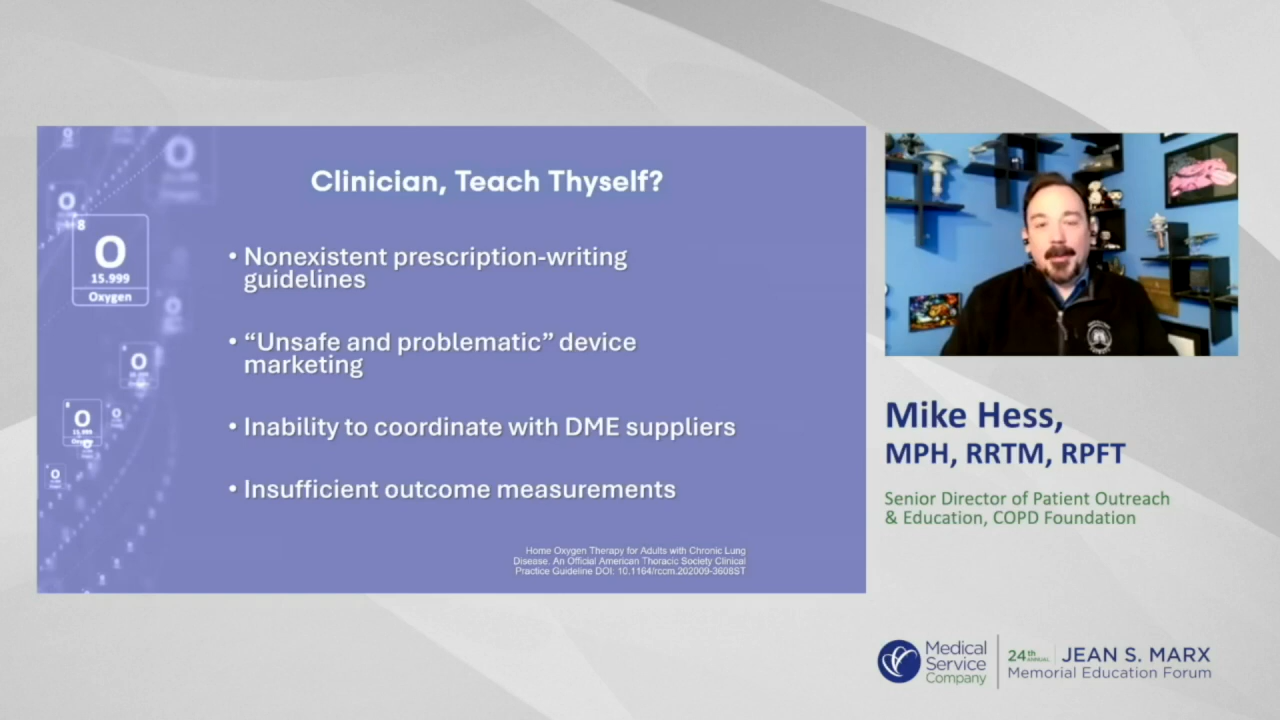 Clinician, Teach Thyself?
• Nonexistent prescription-writing
guidelines
• “Unsafe and problematic” device
marketing
• Inability to coordinate with DME suppliers
• Insufficient outcome measurements
Home Oxygen Therapy for Adults with Chronic Lung
Disease. An Official American Thoracic Society Clinical
Practice Guideline DOI: 10.1164/rccm.202009-3608ST
8
O
15.999
Oxygen
O
O
O
O
O
15.999
O
O
O
Mike Hess,
MPH, RRTM, RPFT
Senior Director of Patient Outreach
& Education, COPD Foundation
Medical
Service
Company
24th ANNUAL JEAN S. MARX
Memorial Education Forum